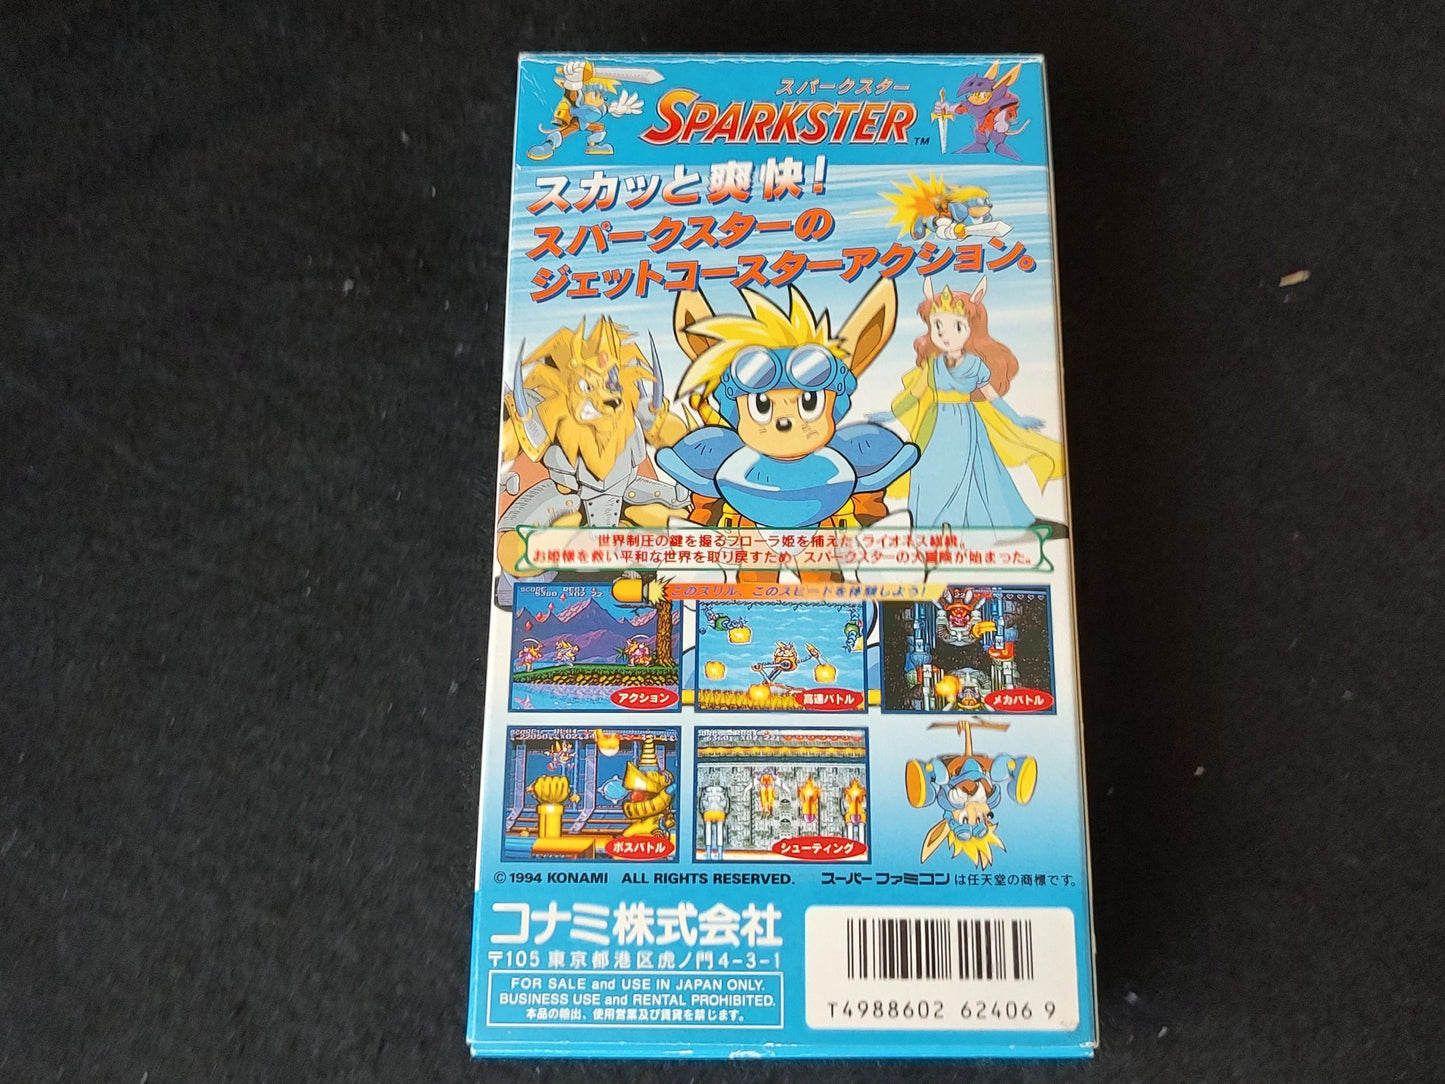 スパークスター
SPARKSTER™
スカッと爽快！
スパークスターの
ジェットコースターアクション。
世界制圧の鍵を握るフローラ姫を捕えた、ライオネス総統。
お姫様を救い平和な世界を取り戻すため、スパークスターの大冒険が始まった。
このスリル、このスピードを体験しよう！
アクション
高速バトル
メカバトル
ボスバトル
シューティング
©1994 KONAMI ALL RIGHTS RESERVED.
スーパーファミコンは任天堂の商標です。
コナミ株式会社
〒105 東京都港区虎ノ門4-3-1
FOR SALE and USE IN JAPAN ONLY.
BUSINESS USE and RENTAL PROHIBITED.
本品の輸出、使用営業及び賃貸を禁じます。
T4988602 62406 9